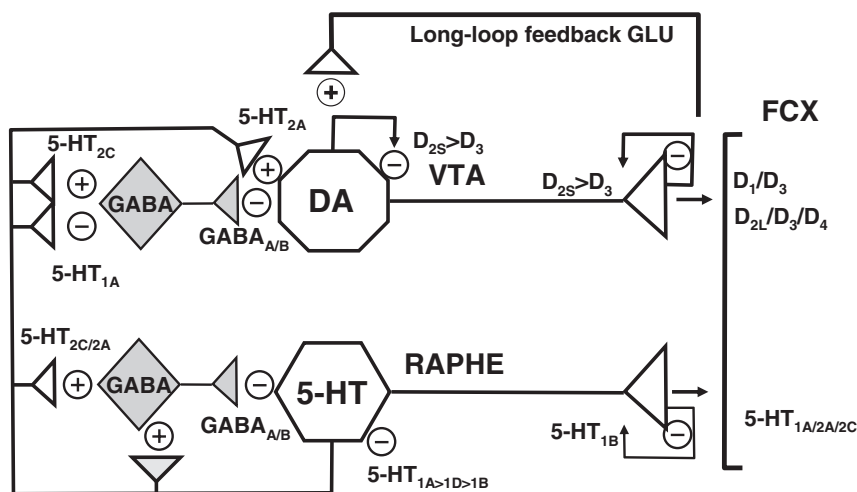 Long-loop feedback GLU
FCX
5-HT2A
5-HT2C
D2S>D3
VTA
D2S>D3
D1/D3
D2L/D3/D4
GABA
DA
GABAA/B
5-HT1A
5-HT2C/2A
RAPHE
GABA
5-HT
GABAA/B
5-HT1B
5-HT1A/2A/2C
5-HT1A>1D>1B